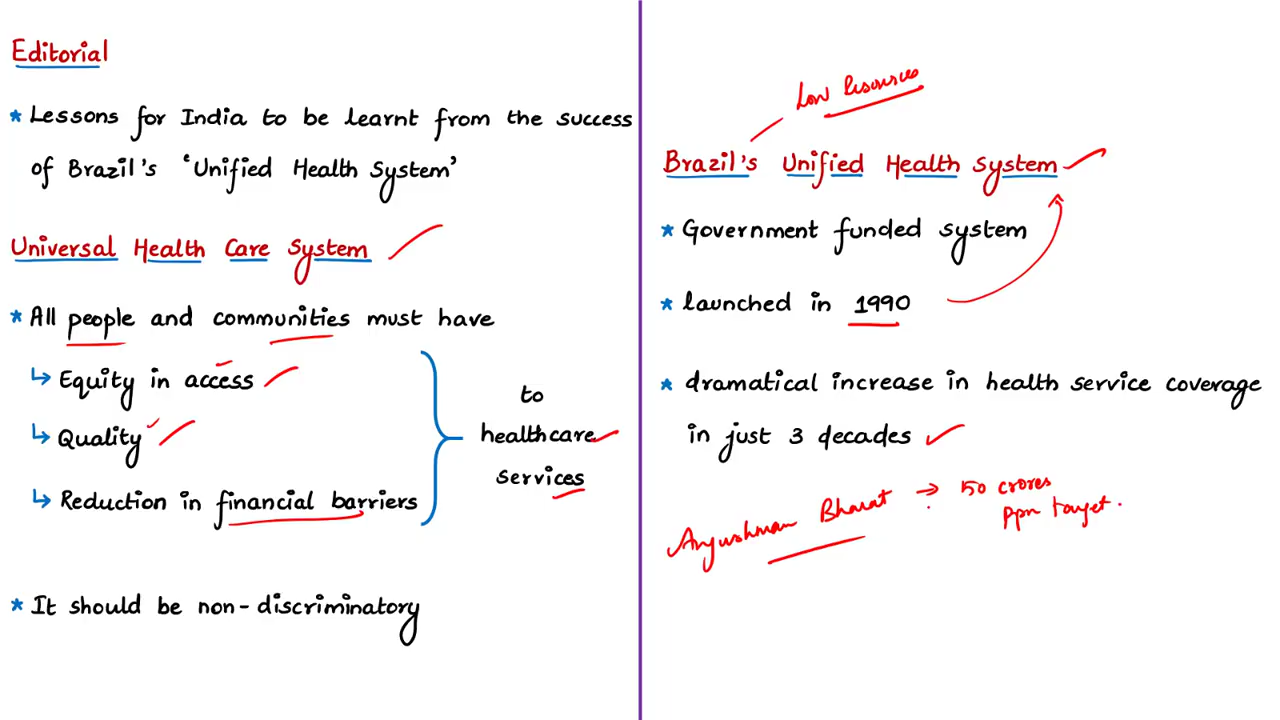 Editorial
* Lessons for India to be learnt from the success
of Brazil's 'Unified Health System'
Universal Health Care System
* All people and communities must have
↳ Equity in access
↳ Quality
↳ Reduction in financial barriers
to
healthcare
services
* It should be non-discriminatory
Low Resources
Brazil's Unified Health System
* Government funded system
* launched in 1990
* dramatical increase in health service coverage
in just 3 decades
Ayushman Bharat → 50 crores
ppn target.